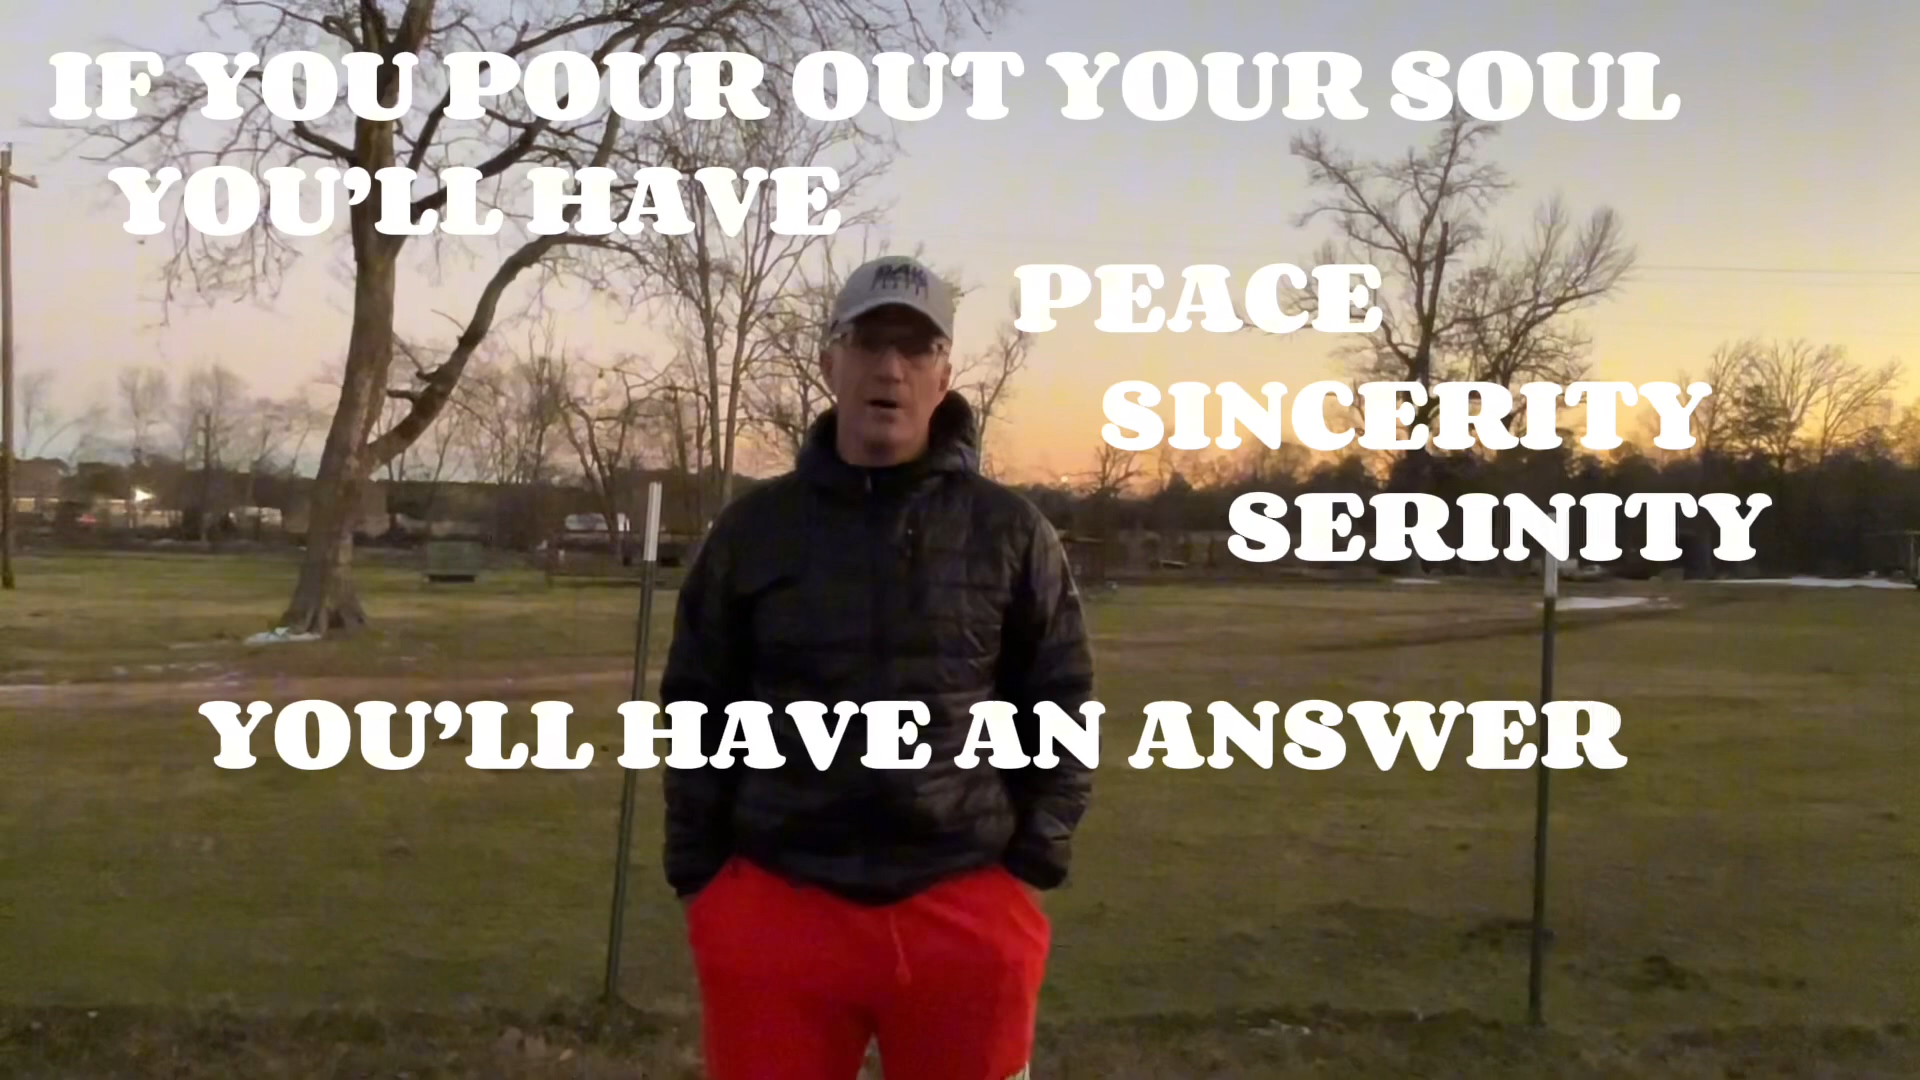 IF YOU POUR OUT YOUR SOUL
YOU'LL HAVE
PEACE
SINCERITY
SERINITY
YOU'LL HAVE AN ANSWER